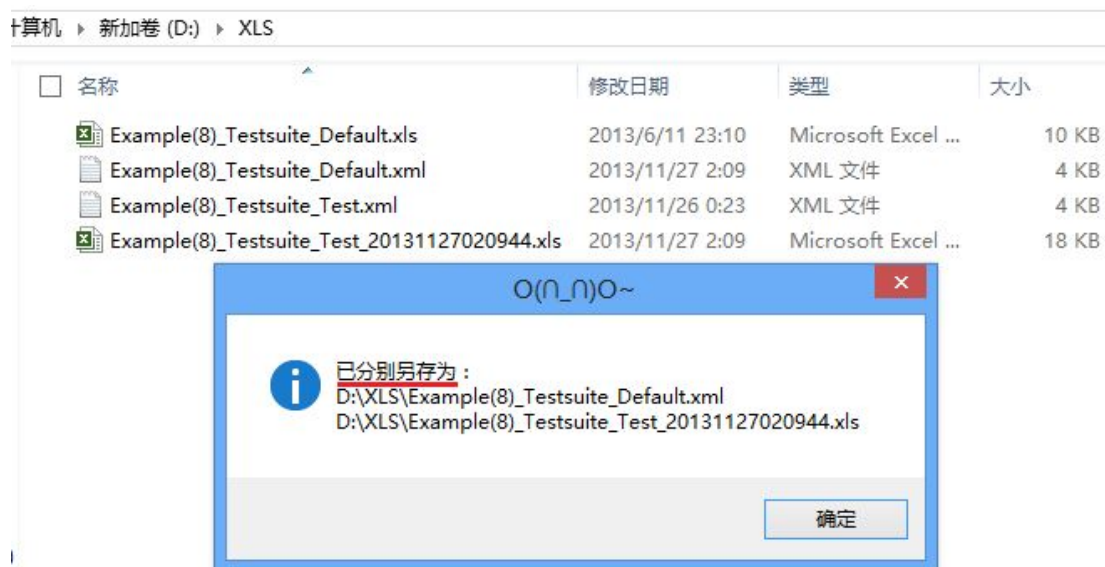 计算机 ▸ 新加卷 (D:) ▸ XLS
名称 修改日期 类型 大小
Example(8)_Testsuite_Default.xls 2013/6/11 23:10 Microsoft Excel ... 10 KB
Example(8)_Testsuite_Default.xml 2013/11/27 2:09 XML 文件 4 KB
Example(8)_Testsuite_Test.xml 2013/11/26 0:23 XML 文件 4 KB
Example(8)_Testsuite_Test_20131127020944.xls 2013/11/27 2:09 Microsoft Excel ... 18 KB
O(∩_∩)O~
已分别另存为：
D:\XLS\Example(8)_Testsuite_Default.xml
D:\XLS\Example(8)_Testsuite_Test_20131127020944.xls
确定